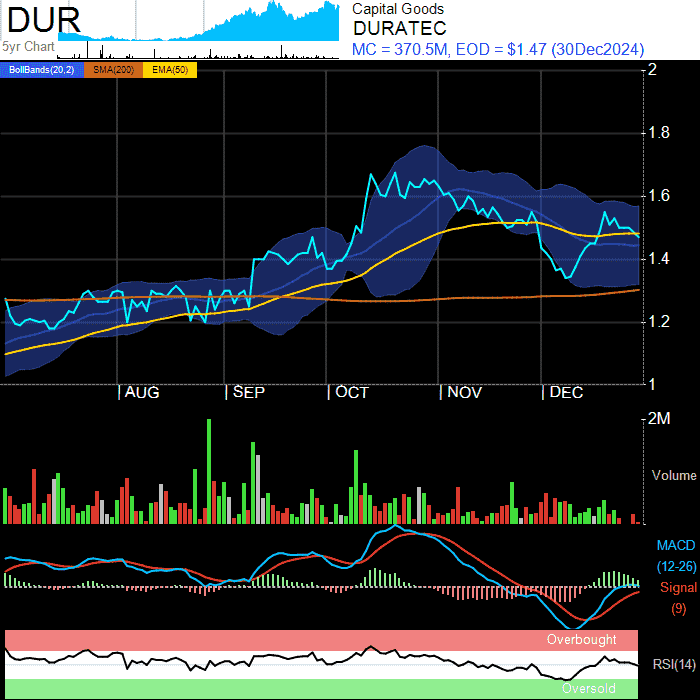 DUR
5yr Chart
Capital Goods
DURATEC
MC = 370.5M, EOD = $1.47 (30Dec2024)
BollBands(20,2) SMA(200) EMA(50)
2
1.8
1.6
1.4
1.2
1
AUG SEP OCT NOV DEC
2M
Volume
MACD
(12-26)
Signal
(9)
Overbought
RSI(14)
Oversold